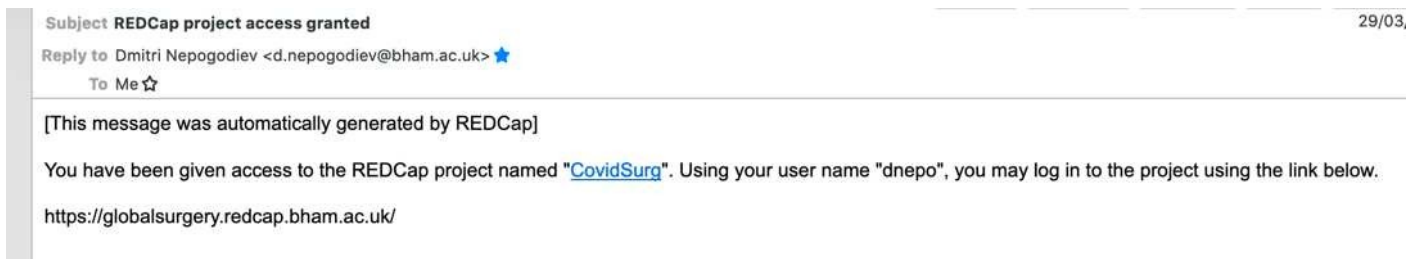 Subject REDCap project access granted
29/03/
Reply to Dmitri Nepogodiev <d.nepogodiev@bham.ac.uk>
To Me
[This message was automatically generated by REDCap]
You have been given access to the REDCap project named "CovidSurg". Using your user name "dnepo", you may log in to the project using the link below.
https://globalsurgery.redcap.bham.ac.uk/